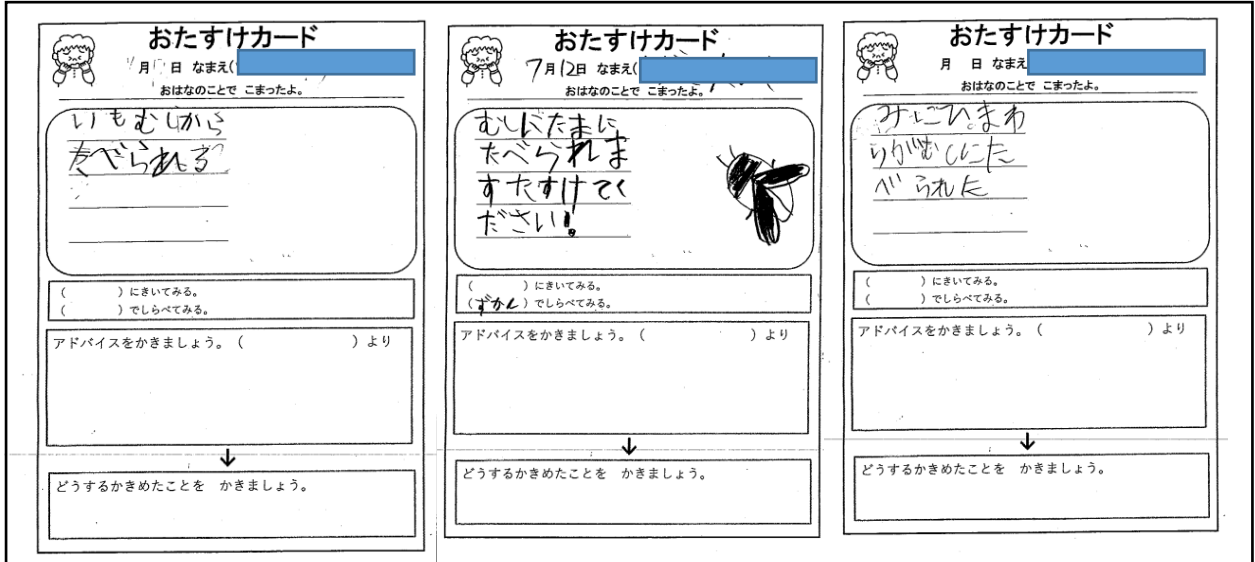 おたすけカード
月 日 なまえ(
おはなのことで こまったよ。
いもむしから
たべられる
( )にきいてみる。
( )でしらべてみる。
アドバイスをかきましょう。( )より
↓
どうするかきめたことを かきましょう。
おたすけカード
7月12日 なまえ(
おはなのことで こまったよ。
むしにたまに
たべられま
すたすけてく
ださい!
( )にきいてみる。
(ずかん)でしらべてみる。
アドバイスをかきましょう。( )より
↓
どうするかきめたことを かきましょう。
おたすけカード
月 日 なまえ
おはなのことで こまったよ。
ひまわ
りがむしにた
べられた
( )にきいてみる。
( )でしらべてみる。
アドバイスをかきましょう。( )より
↓
どうするかきめたことを かきましょう。